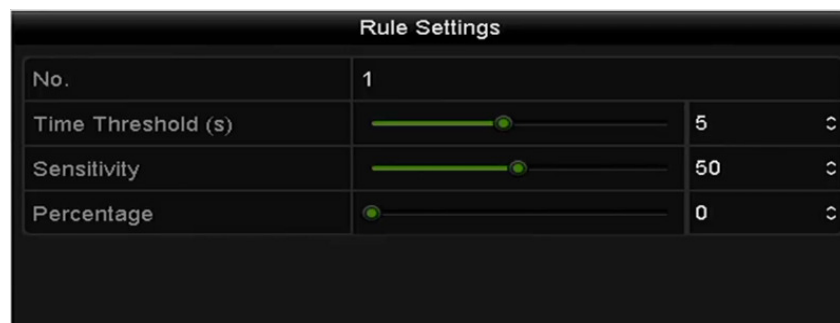 Rule Settings
No. 1
Time Threshold (s) 5
Sensitivity 50
Percentage 0